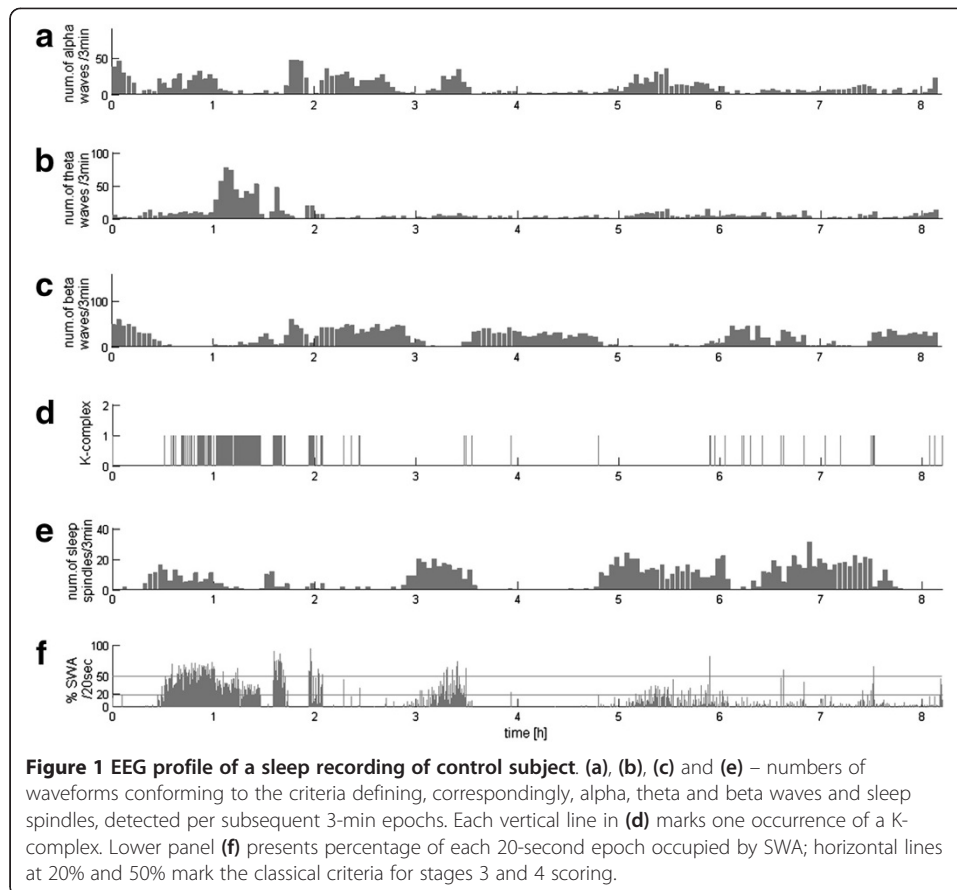 a
num.of alpha
waves /3min
50
0
0 1 2 3 4 5 6 7 8
b
num.of theta
waves /3min
100
50
0
0 1 2 3 4 5 6 7 8
c
num.of beta
waves/3min
100
0
0 1 2 3 4 5 6 7 8
d
K-complex
2
1
0
0 1 2 3 4 5 6 7 8
e
num.of sleep
spindles/3min
40
20
0
0 1 2 3 4 5 6 7 8
f
% SWA
/20sec
100
50
20
0
0 1 2 3 4 5 6 7 8
time [h]
Figure 1 EEG profile of a sleep recording of control subject. (a), (b), (c) and (e) – numbers of
waveforms conforming to the criteria defining, correspondingly, alpha, theta and beta waves and sleep
spindles, detected per subsequent 3-min epochs. Each vertical line in (d) marks one occurrence of a K-
complex. Lower panel (f) presents percentage of each 20-second epoch occupied by SWA; horizontal lines
at 20% and 50% mark the classical criteria for stages 3 and 4 scoring.